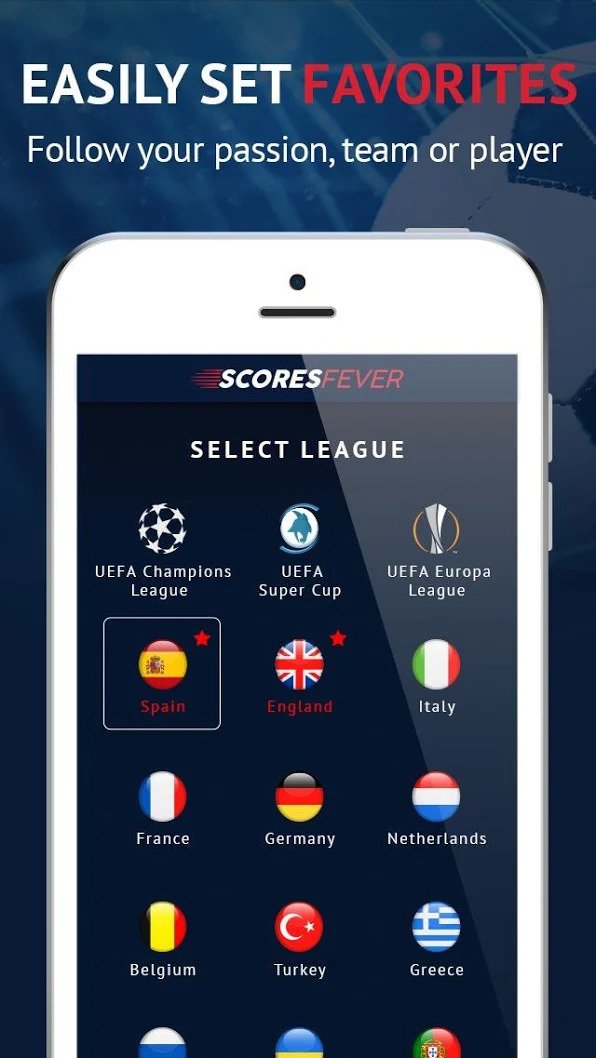 EASILY SET FAVORITES
Follow your passion, team or player
SCORESFEVER
SELECT LEAGUE
UEFA Champions League
UEFA Super Cup
UEFA Europa League
Spain
England
Italy
France
Germany
Netherlands
Belgium
Turkey
Greece